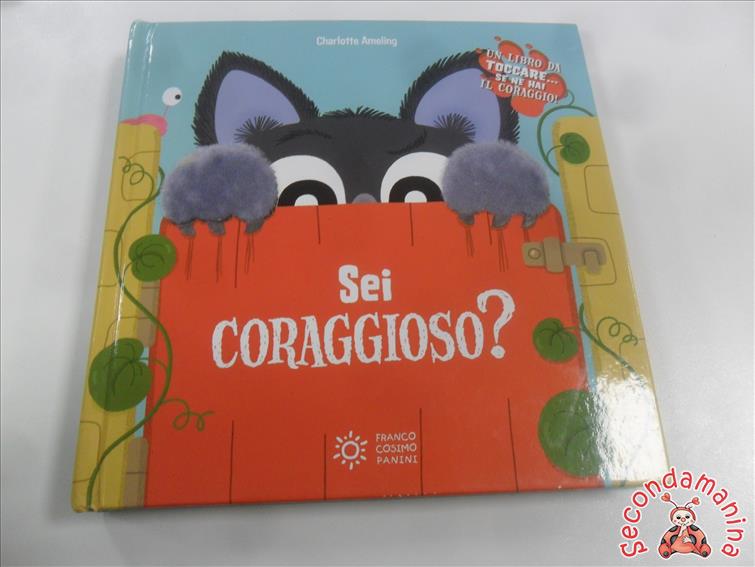 Charlotte Ameling
UN LIBRO DA
TOCCARE...
SE NE HAI
IL CORAGGIO!
Sei
CORAGGIOSO?
FRANCO
COSIMO
PANINI
Secondamanina